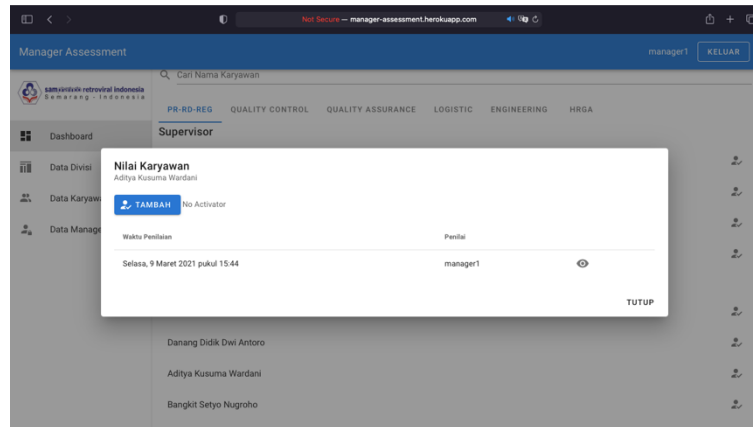 Not Secure — manager-assessment.herokuapp.com
Manager Assessment
manager1
KELUAR
retroviral indonesia
Semarang - Indonesia
Cari Nama Karyawan
PR-RD-REG
QUALITY CONTROL
QUALITY ASSURANCE
LOGISTIC
ENGINEERING
HRGA
Dashboard
Supervisor
Data Divisi
Data Karyaw
Data Manage
Nilai Karyawan
Aditya Kusuma Wardani
TAMBAH
No Activator
Waktu Penilaian
Penilai
Selasa, 9 Maret 2021 pukul 15:44
manager1
TUTUP
Danang Didik Dwi Antoro
Aditya Kusuma Wardani
Bangkit Setyo Nugroho